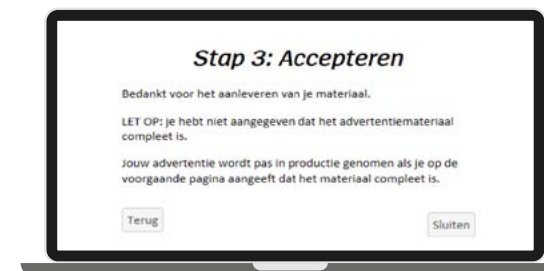 Stap 3: Accepteren
Bedankt voor het aanleveren van je materiaal.
LET OP: je hebt niet aangegeven dat het advertentiemateriaal
compleet is.
Jouw advertentie wordt pas in productie genomen als je op de
voorgaande pagina aangeeft dat het materiaal compleet is.
Terug
Sluiten